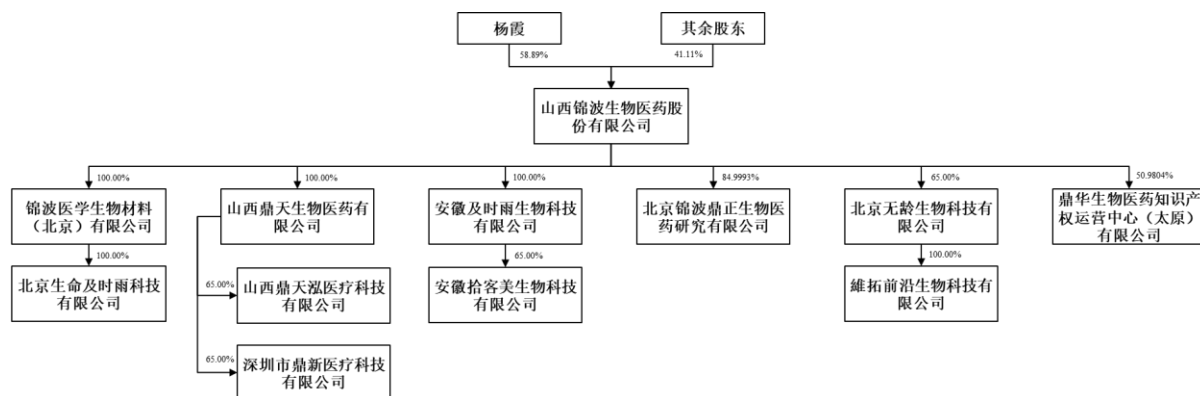 杨霞
其余股东
58.89%
41.11%
山西锦波生物医药股
份有限公司
100.00%
100.00%
100.00%
84.9993%
65.00%
50.9804%
锦波医学生物材料
（北京）有限公司
山西鼎天生物医药有
限公司
安徽及时雨生物科技
有限公司
北京锦波鼎正生物医
药研究有限公司
北京无龄生物科技有
限公司
鼎华生物医药知识产
权运营中心（太原）
有限公司
100.00%
65.00%
100.00%
北京生命及时雨科技
有限公司
65.00%
山西鼎天泓医疗科技
有限公司
安徽拾客美生物科技
有限公司
維拓前沿生物科技有
限公司
65.00%
深圳市鼎新医疗科技
有限公司